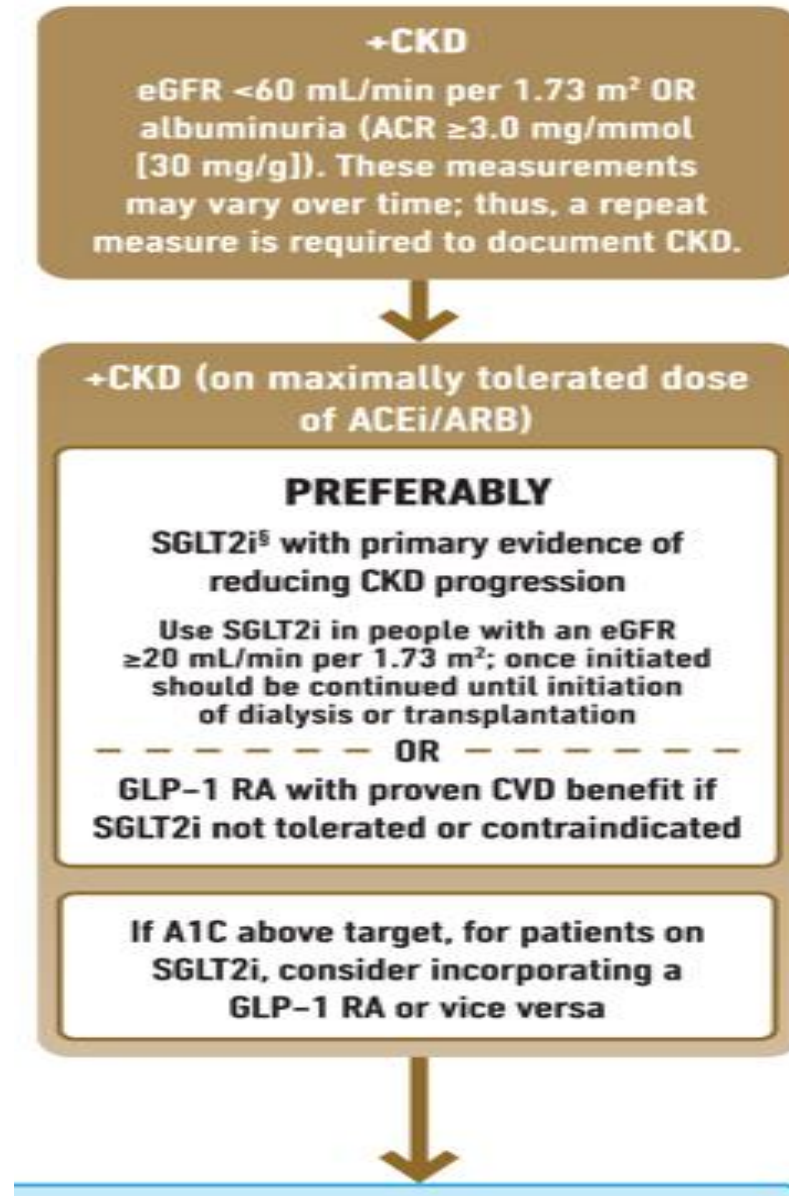 +CKD
eGFR <60 mL/min per 1.73 m² OR
albuminuria (ACR ≥3.0 mg/mmol
[30 mg/g]). These measurements
may vary over time; thus, a repeat
measure is required to document CKD.
+CKD (on maximally tolerated dose
of ACEi/ARB)
PREFERABLY
SGLT2i§ with primary evidence of
reducing CKD progression
Use SGLT2i in people with an eGFR
≥20 mL/min per 1.73 m²; once initiated
should be continued until initiation
of dialysis or transplantation
OR
GLP-1 RA with proven CVD benefit if
SGLT2i not tolerated or contraindicated
If A1C above target, for patients on
SGLT2i, consider incorporating a
GLP-1 RA or vice versa